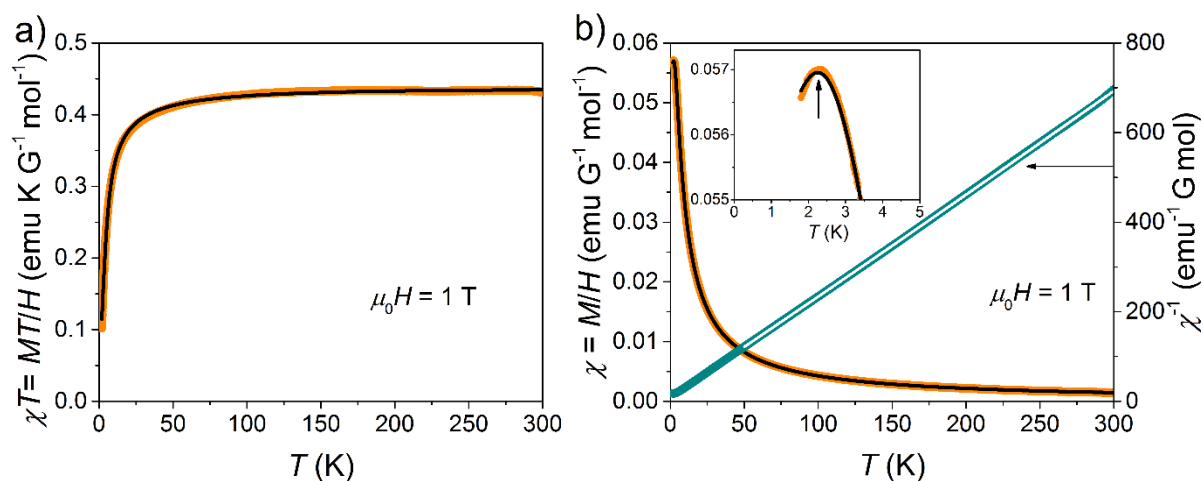 a)
χT= MT/H (emu K G⁻¹ mol⁻¹)
0.5
0.4
0.3
0.2
0.1
0.0
μ₀H = 1 T
0 50 100 150 200 250 300
T (K)
b)
χ = M/H (emu G⁻¹ mol⁻¹)
0.06
0.05
0.04
0.03
0.02
0.01
0.00
0.057
0.056
0.055
0 1 2 3 4 5
T (K)
μ₀H = 1 T
0 50 100 150 200 250 300
T (K)
800
600
400
200
0
χ⁻¹ (emu⁻¹ G mol)